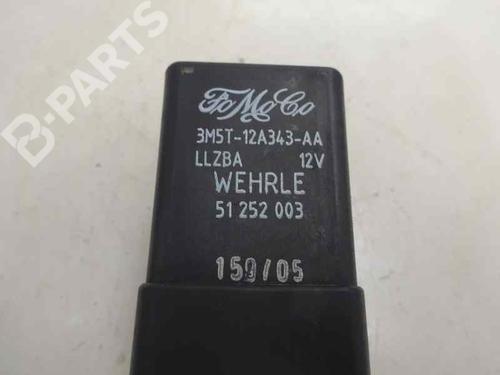 B-PARTS
FoMoCo
3M5T-12A343-AA
LLZBA 12V
WEHRLE
51 252 003
159/05